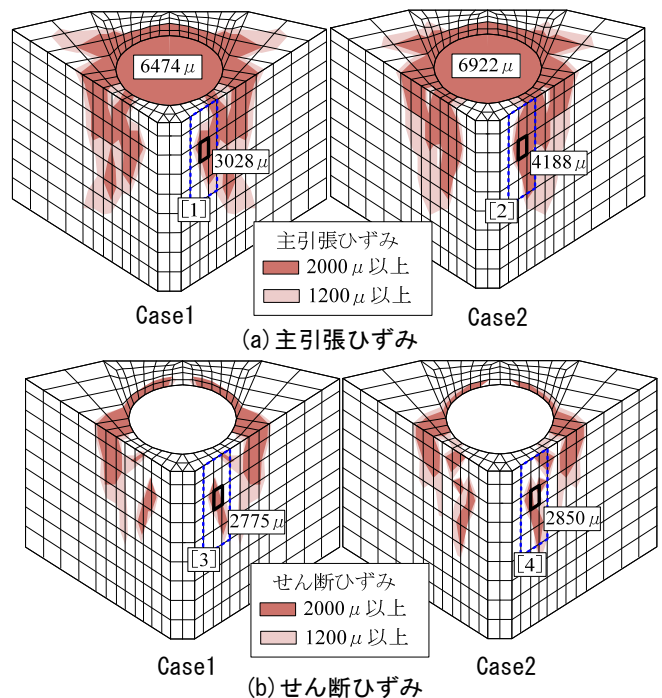 6474μ
3028μ
[1]
6922μ
4188μ
[2]
主引張ひずみ
2000μ以上
1200μ以上
Case1
Case2
(a)主引張ひずみ
2775μ
[3]
2850μ
[4]
せん断ひずみ
2000μ以上
1200μ以上
Case1
Case2
(b)せん断ひずみ